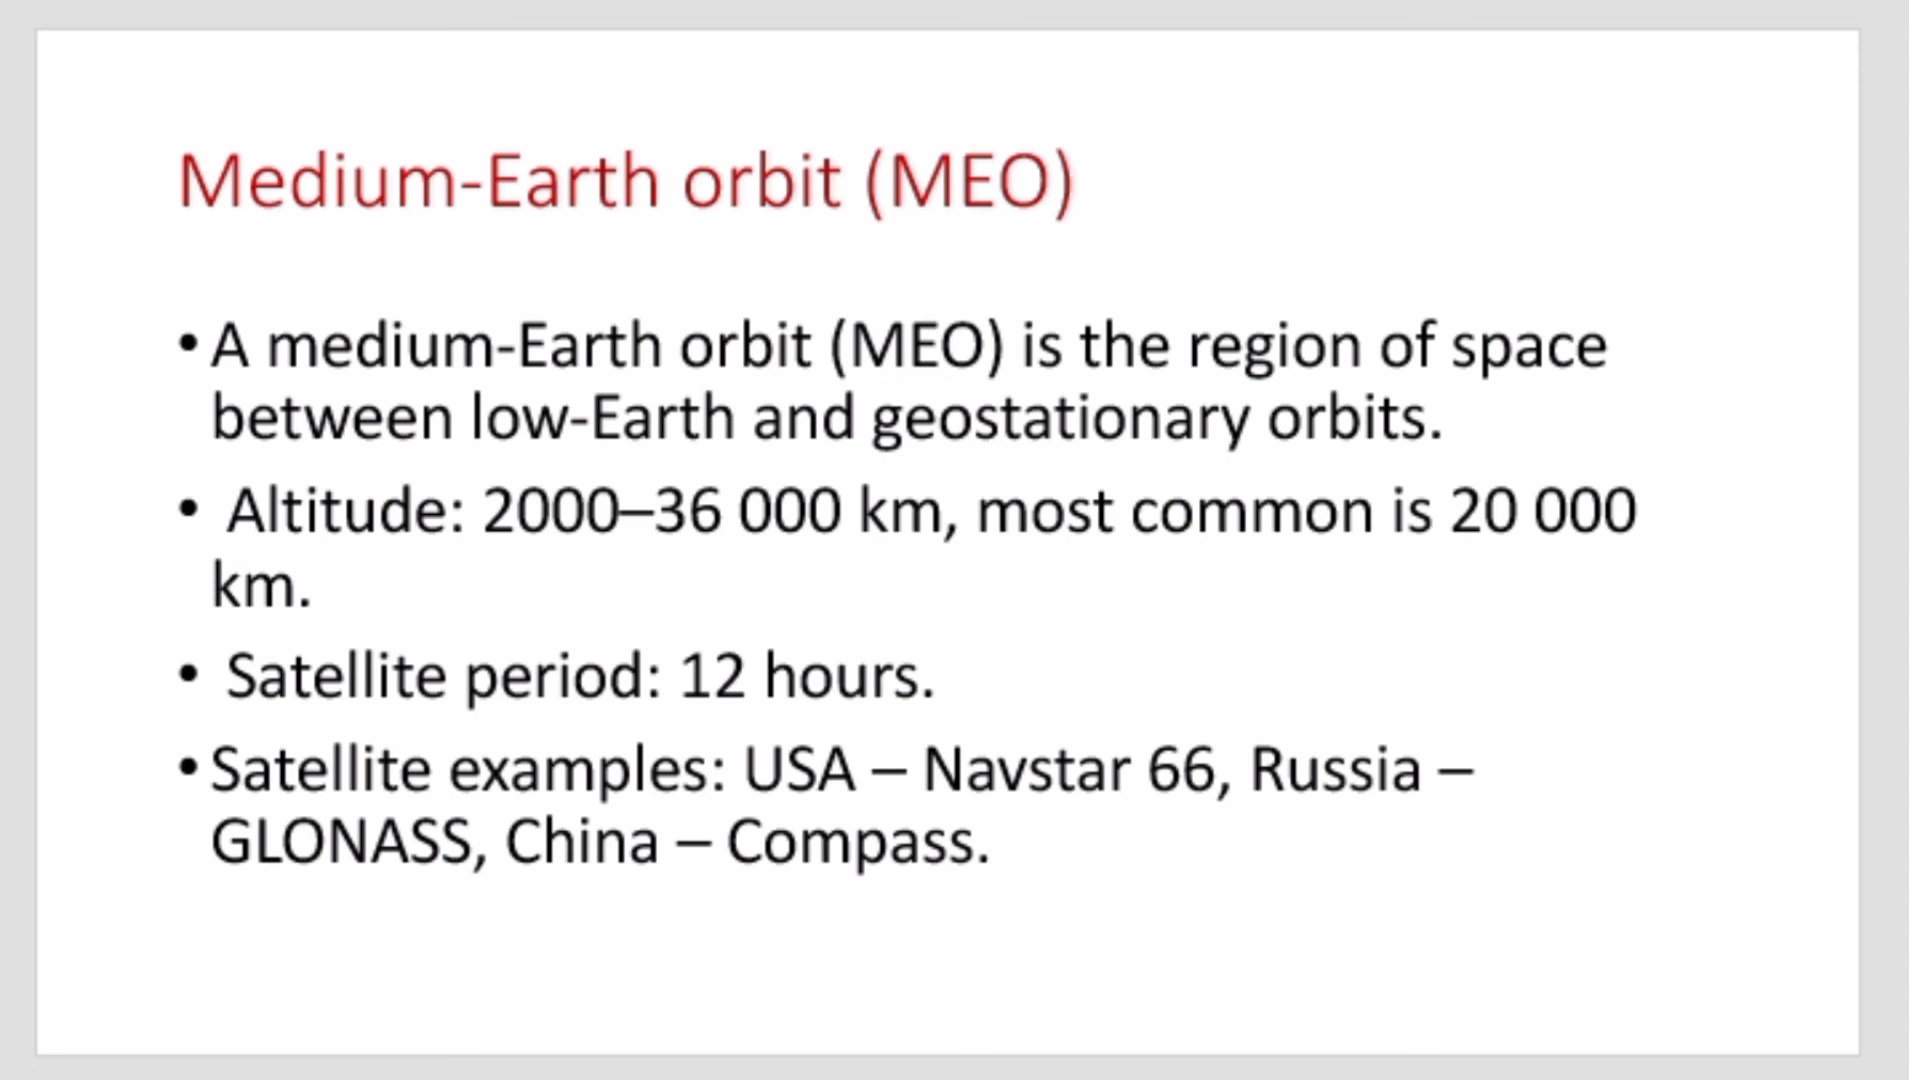 Medium-Earth orbit (MEO)
• A medium-Earth orbit (MEO) is the region of space
between low-Earth and geostationary orbits.
• Altitude: 2000–36 000 km, most common is 20 000
km.
• Satellite period: 12 hours.
• Satellite examples: USA – Navstar 66, Russia –
GLONASS, China – Compass.